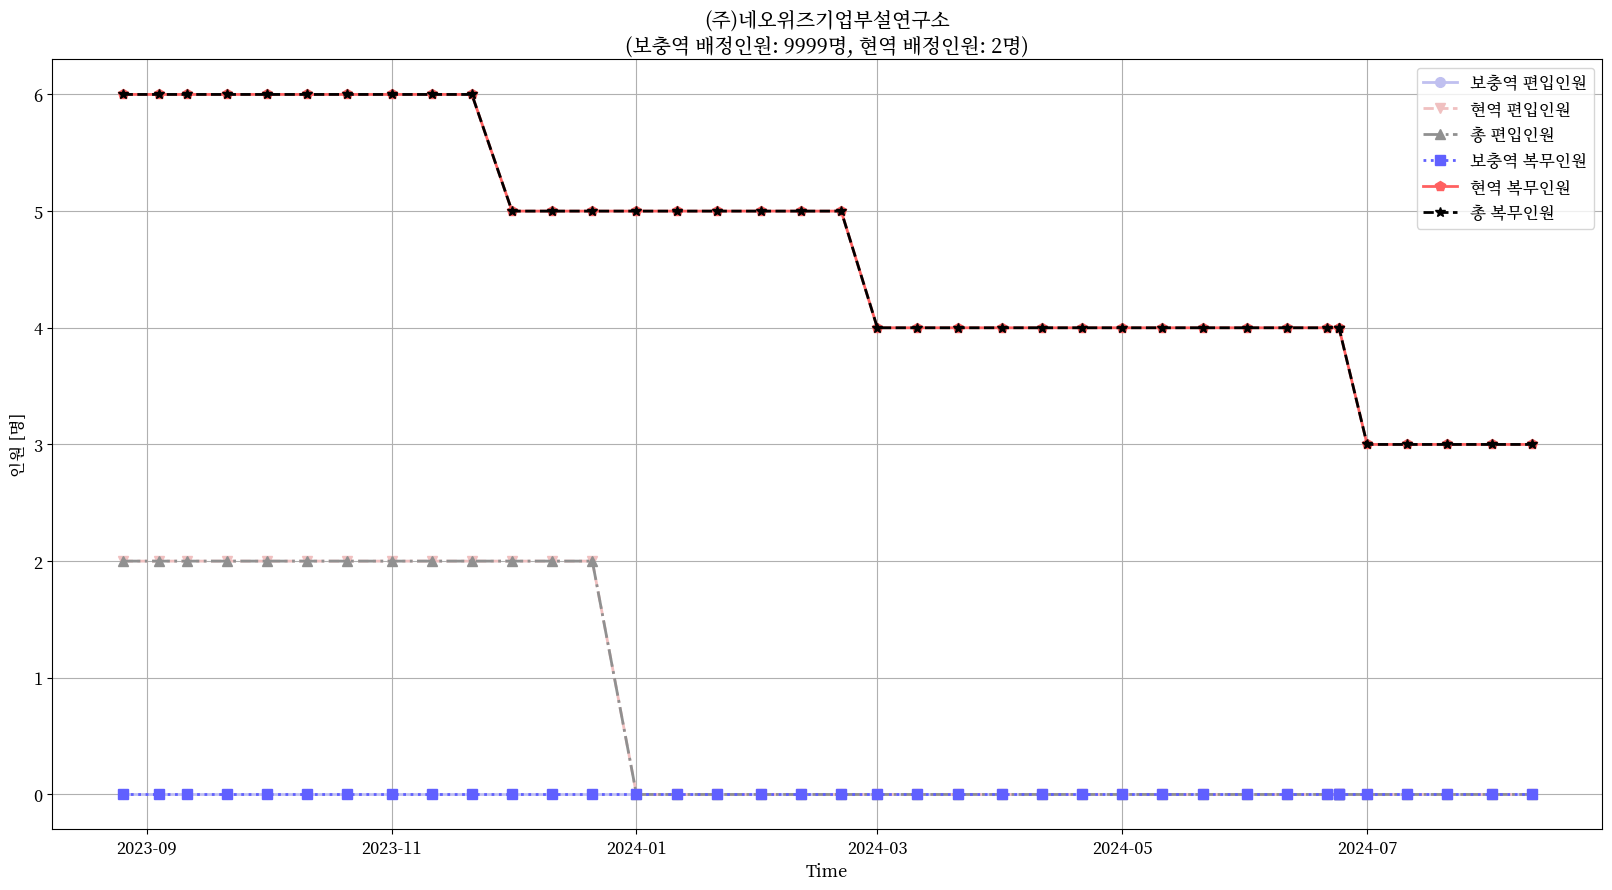 (주)네오위즈기업부설연구소
(보충역 배정인원: 9999명, 현역 배정인원: 2명)
보충역 편입인원
현역 편입인원
총 편입인원
보충역 복무인원
현역 복무인원
총 복무인원
인원 [명]
6
5
4
3
2
1
0
2023-09
2023-11
2024-01
2024-03
2024-05
2024-07
Time